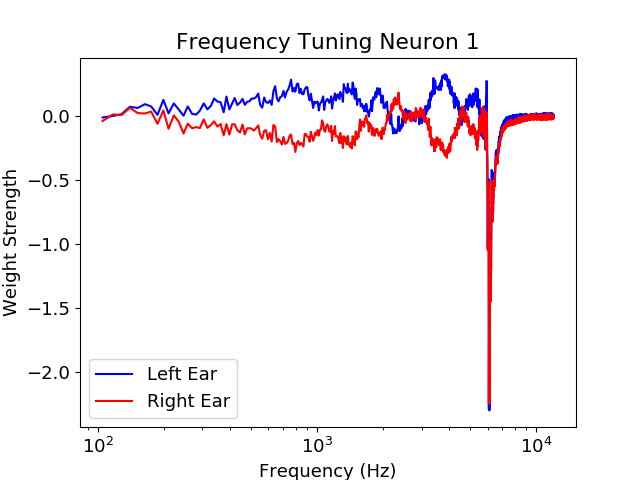 Frequency Tuning Neuron 1
Weight Strength
0.0
−0.5
−1.0
−1.5
−2.0
Left Ear
Right Ear
10²
10³
10⁴
Frequency (Hz)